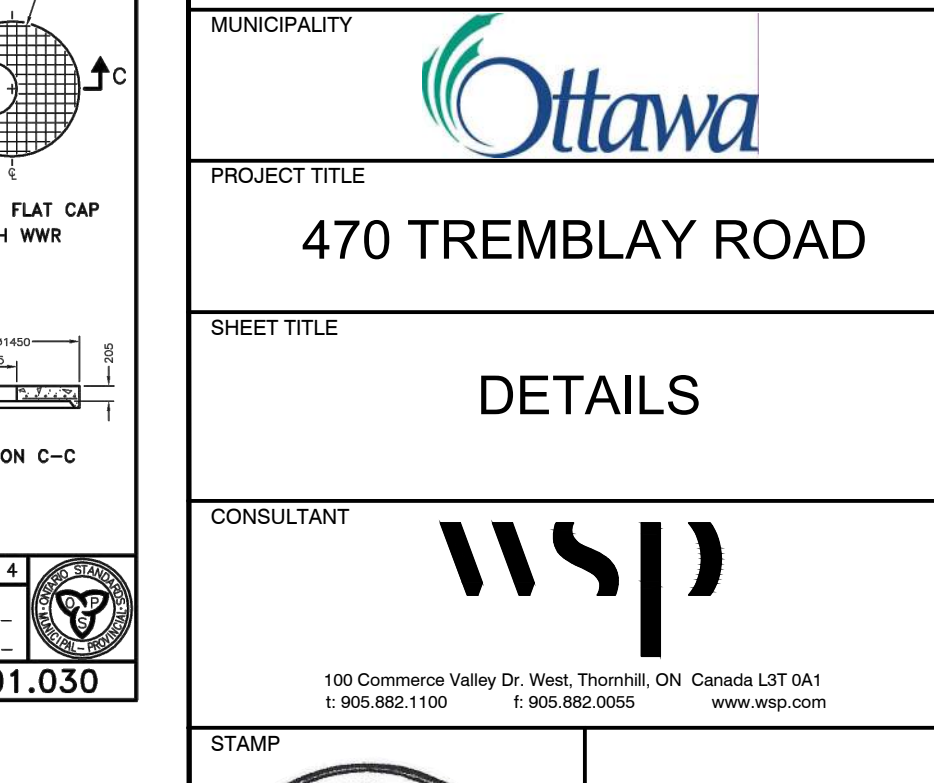 C
℄
FLAT CAP
WWR
1450
205
C-C
4
ONTARIO STANDARDS
MUNICIPAL - PROVINCIAL
O P S
1.030
MUNICIPALITY
Ottawa
PROJECT TITLE
470 TREMBLAY ROAD
SHEET TITLE
DETAILS
CONSULTANT
wsp
100 Commerce Valley Dr. West, Thornhill, ON Canada L3T 0A1
t: 905.882.1100 f: 905.882.0055 www.wsp.com
STAMP